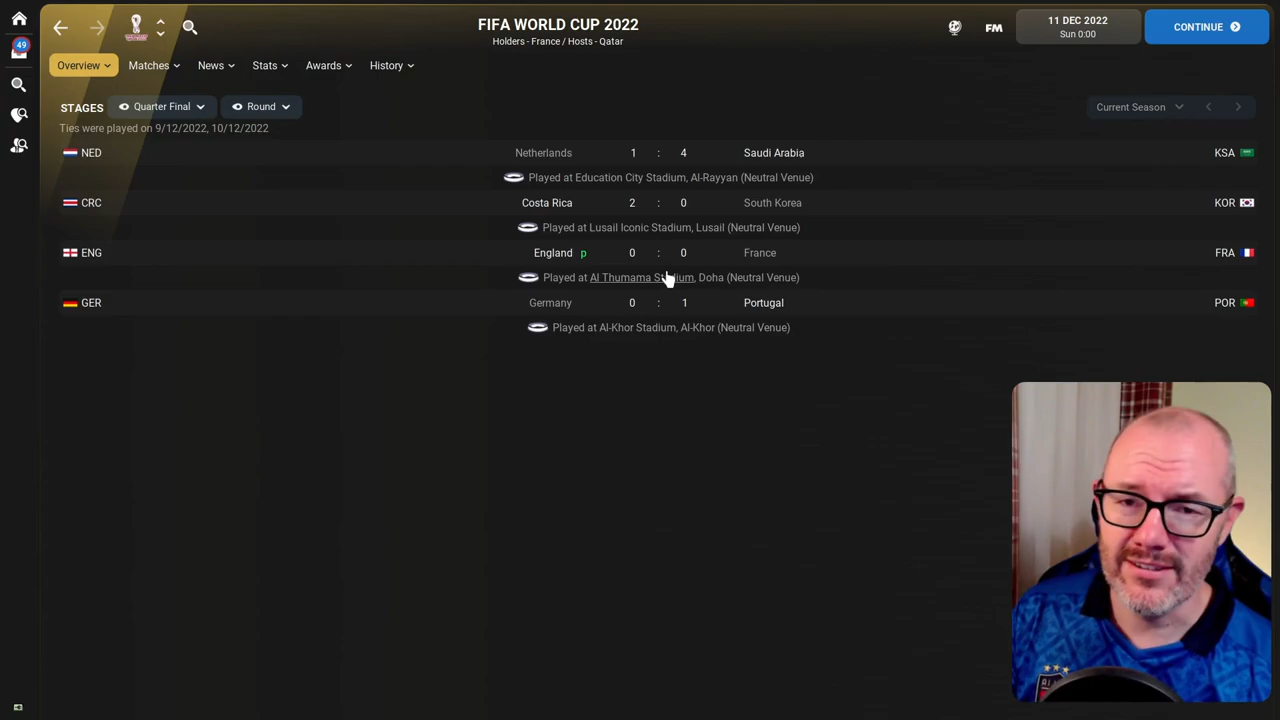 FIFA WORLD CUP 2022
Holders - France / Hosts - Qatar
FM
11 DEC 2022
Sun 0:00
CONTINUE
49
Overview
Matches
News
Stats
Awards
History
STAGES
Quarter Final
Round
Current Season
Ties were played on 9/12/2022, 10/12/2022
NED Netherlands 1 : 4 Saudi Arabia KSA
Played at Education City Stadium, Al-Rayyan (Neutral Venue)
CRC Costa Rica 2 : 0 South Korea KOR
Played at Lusail Iconic Stadium, Lusail (Neutral Venue)
ENG England p 0 : 0 France FRA
Played at Al Thumama Stadium, Doha (Neutral Venue)
GER Germany 0 : 1 Portugal POR
Played at Al-Khor Stadium, Al-Khor (Neutral Venue)